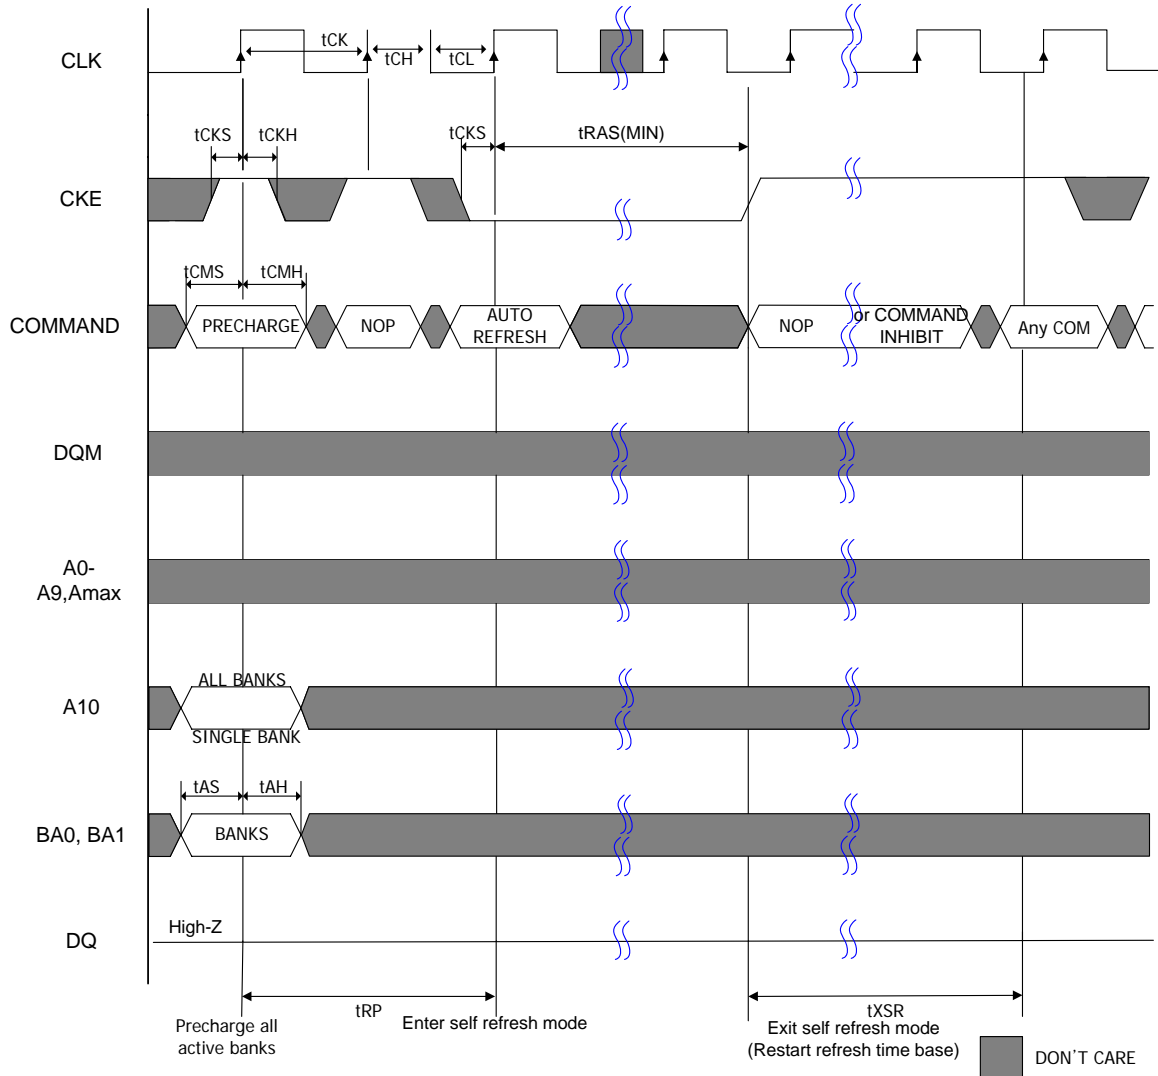 CLK
tCK
tCH
tCL
tCKS
tCKH
tCKS
tRAS(MIN)
CKE
tCMS
tCMH
COMMAND
PRECHARGE
NOP
AUTO
REFRESH
NOP
or COMMAND
INHIBIT
Any COM
DQM
A0-
A9,Amax
ALL BANKS
A10
SINGLE BANK
tAS
tAH
BA0, BA1
BANKS
High-Z
DQ
tRP
tXSR
Precharge all
active banks
Enter self refresh mode
Exit self refresh mode
(Restart refresh time base)
DON'T CARE